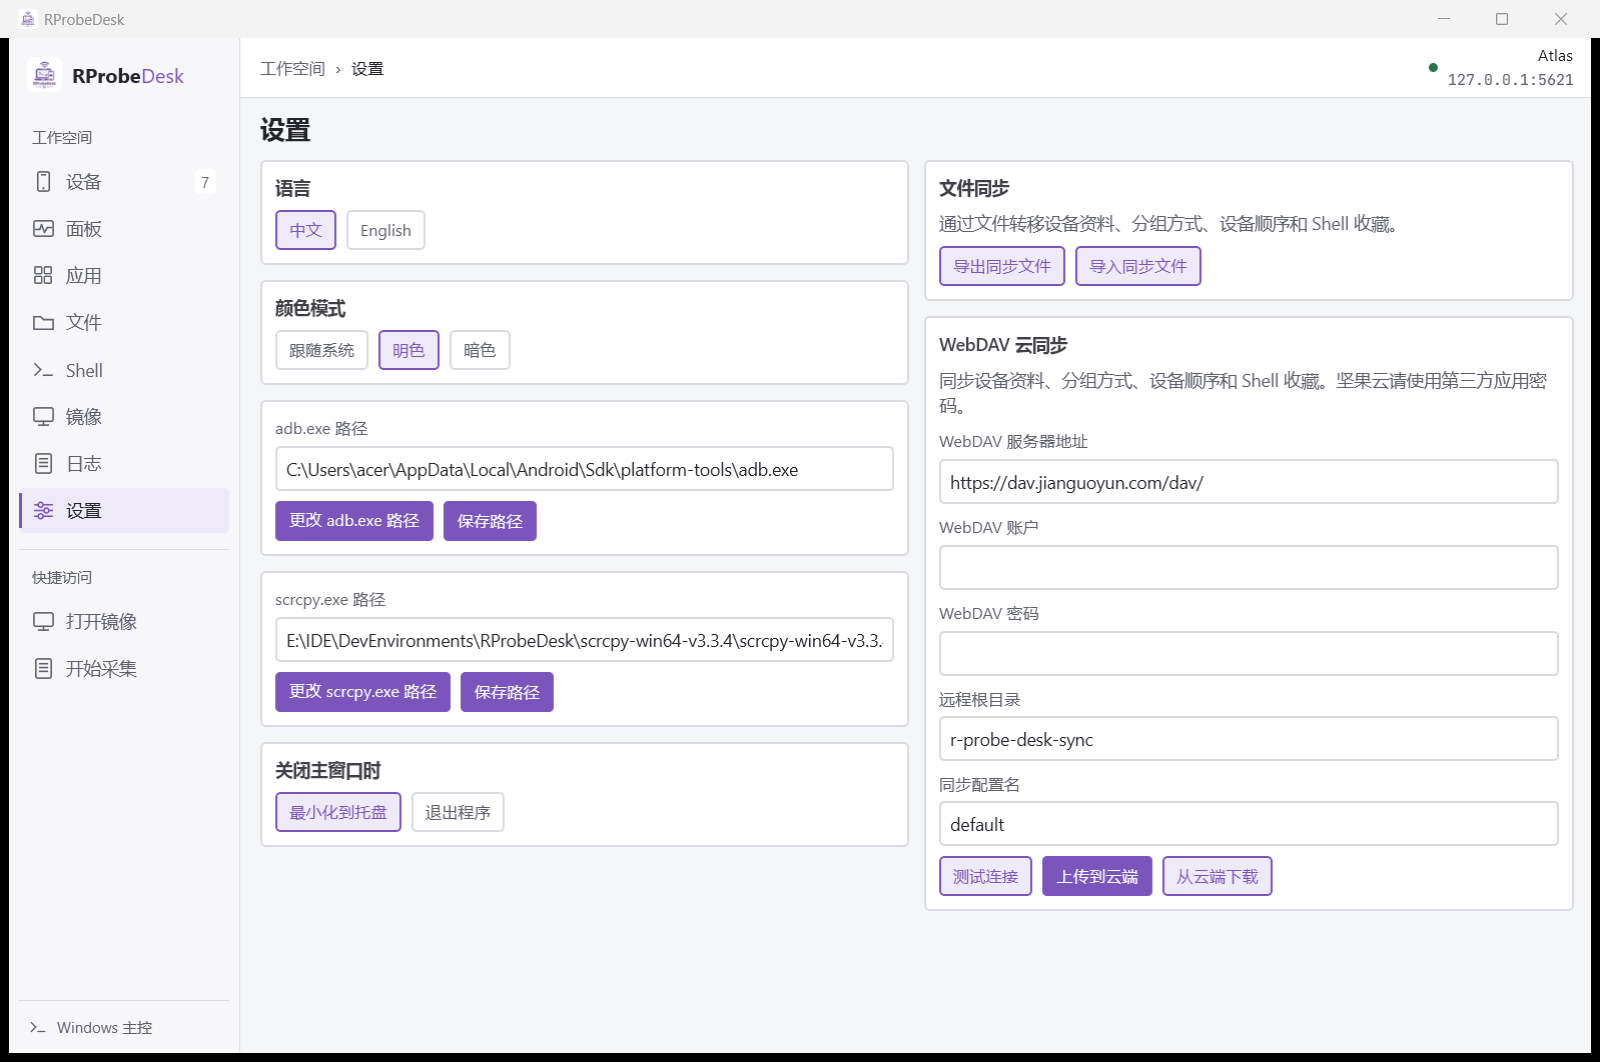 RProbeDesk
RProbeDesk
工作空间
设备
7
面板
应用
文件
Shell
镜像
日志
设置
快捷访问
打开镜像
开始采集
Windows 主控
工作空间 › 设置
Atlas
127.0.0.1:5621
设置
语言
中文
English
颜色模式
跟随系统
明色
暗色
adb.exe 路径
C:\Users\acer\AppData\Local\Android\Sdk\platform-tools\adb.exe
更改 adb.exe 路径
保存路径
scrcpy.exe 路径
E:\IDE\DevEnvironments\RProbeDesk\scrcpy-win64-v3.3.4\scrcpy-win64-v3.3.
更改 scrcpy.exe 路径
保存路径
关闭主窗口时
最小化到托盘
退出程序
文件同步
通过文件转移设备资料、分组方式、设备顺序和 Shell 收藏。
导出同步文件
导入同步文件
WebDAV 云同步
同步设备资料、分组方式、设备顺序和 Shell 收藏。坚果云请使用第三方应用密
码。
WebDAV 服务器地址
https://dav.jianguoyun.com/dav/
WebDAV 账户
WebDAV 密码
远程根目录
r-probe-desk-sync
同步配置名
default
测试连接
上传到云端
从云端下载